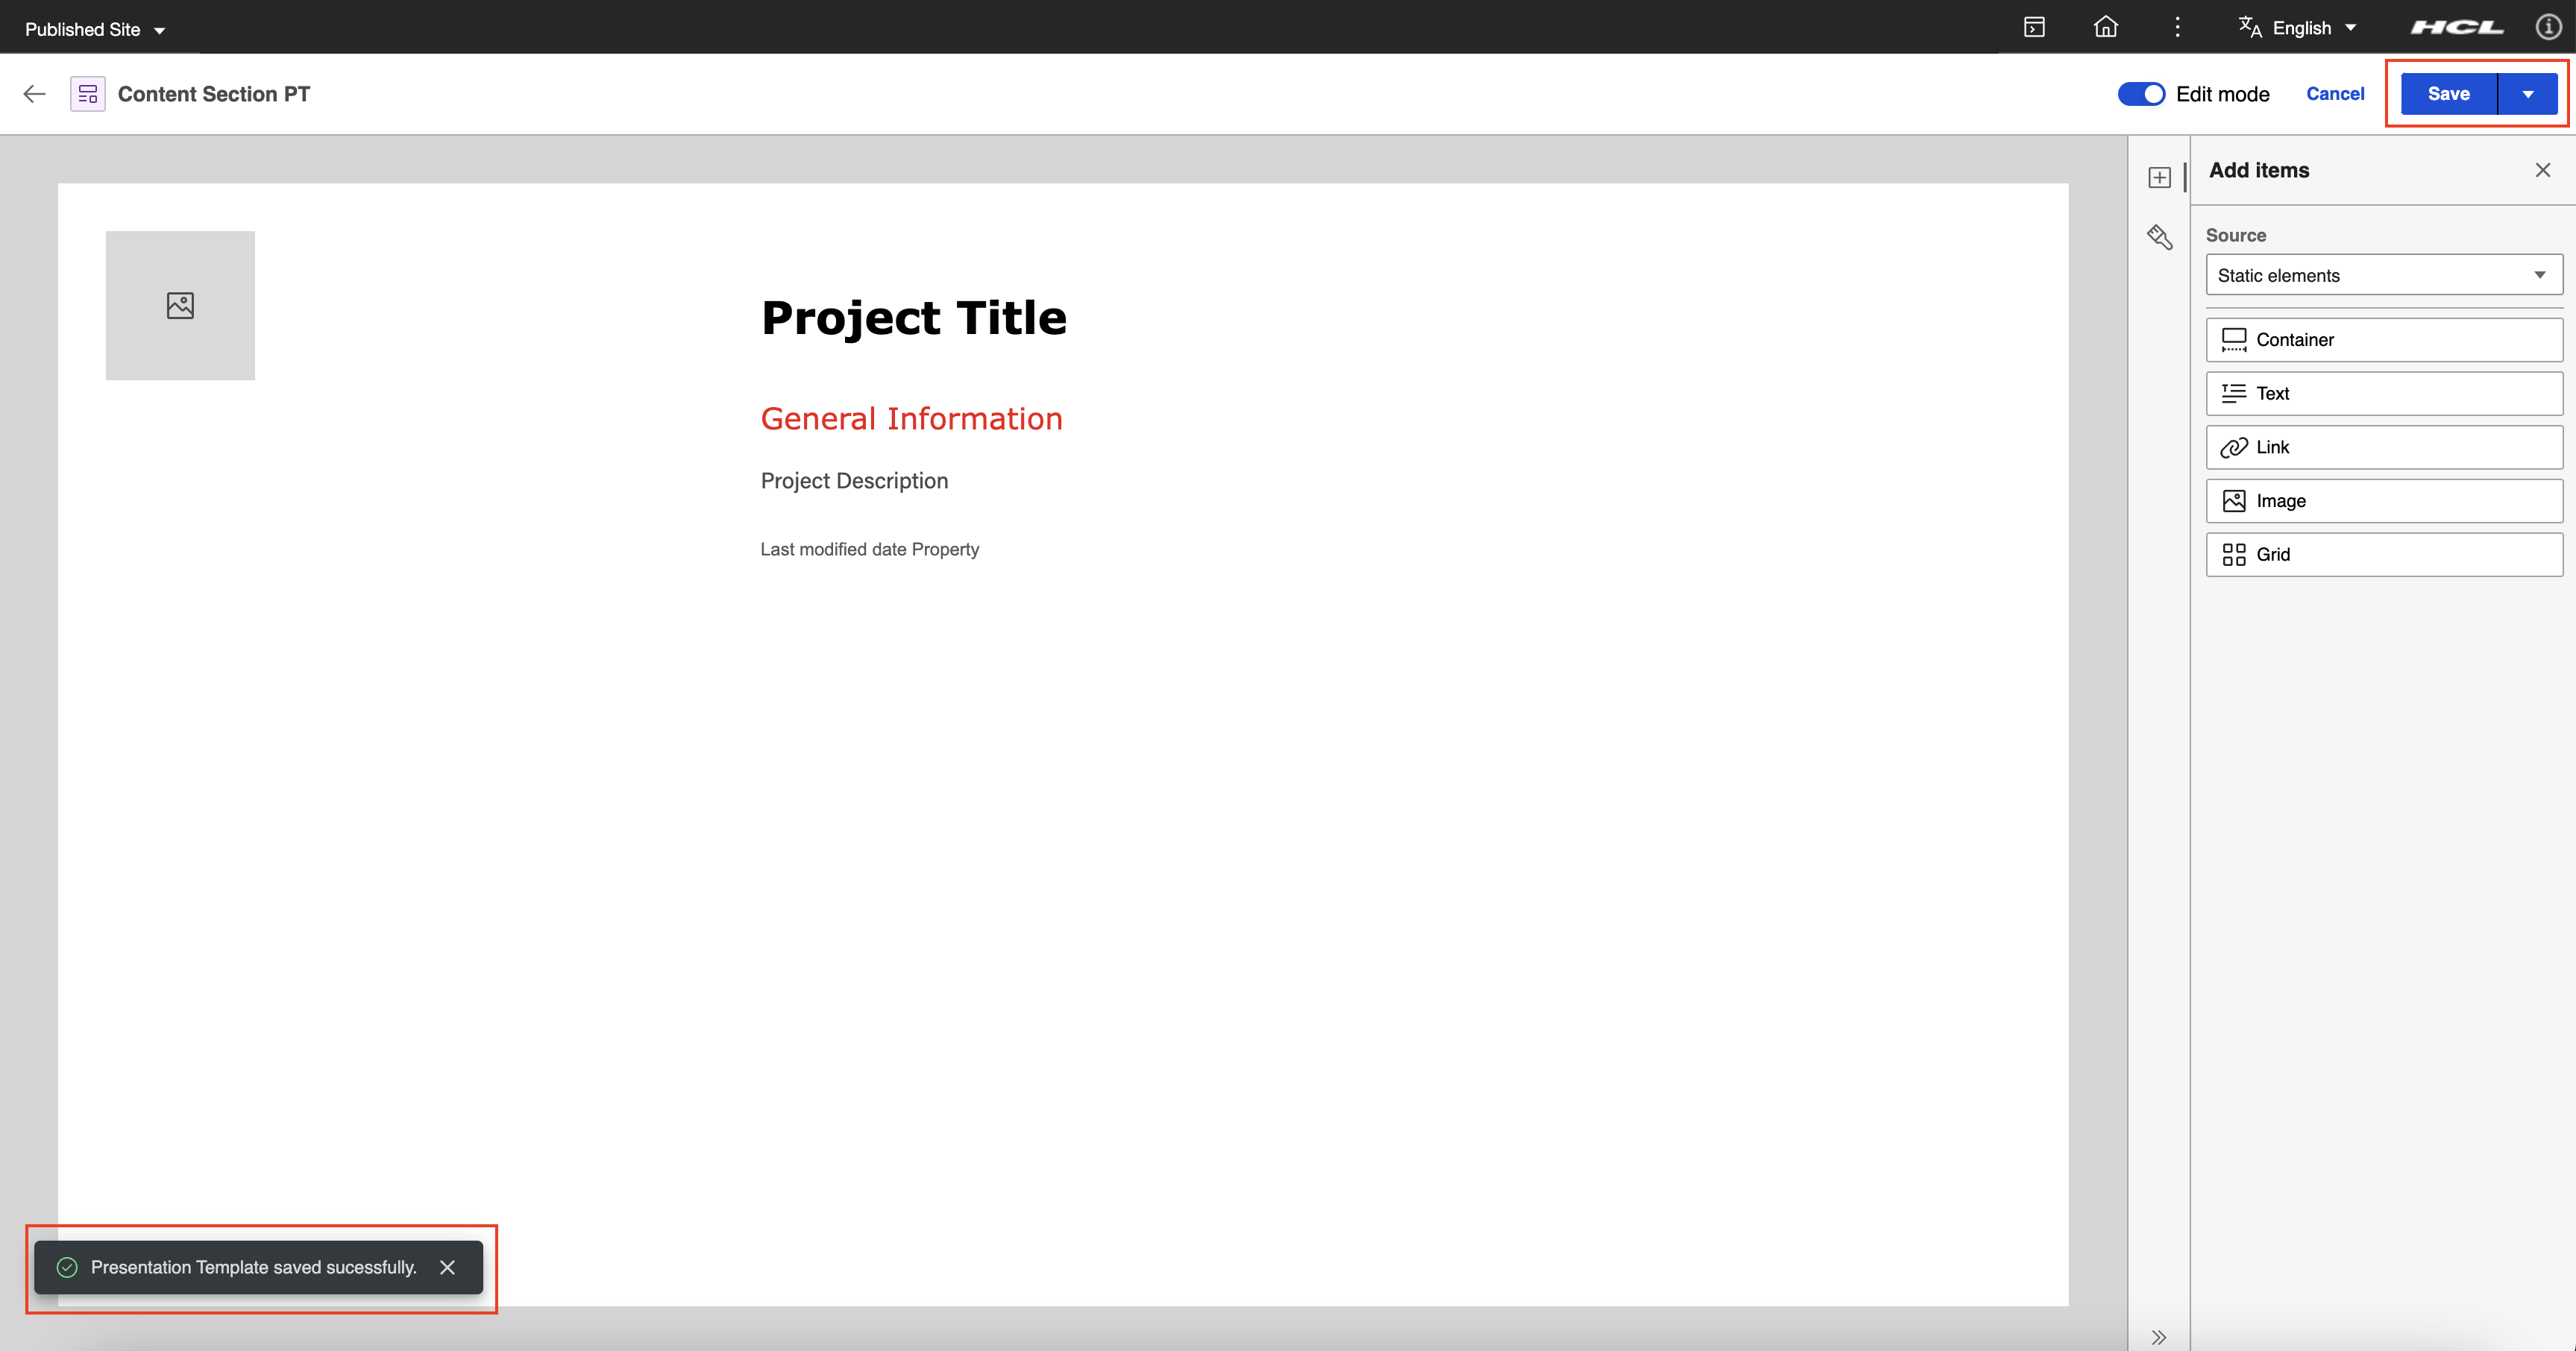 Published Site
English
HCL
Content Section PT
Edit mode
Cancel
Save
Project Title
General Information
Project Description
Last modified date Property
Add items
Source
Static elements
Container
Text
Link
Image
Grid
Presentation Template saved sucessfully.